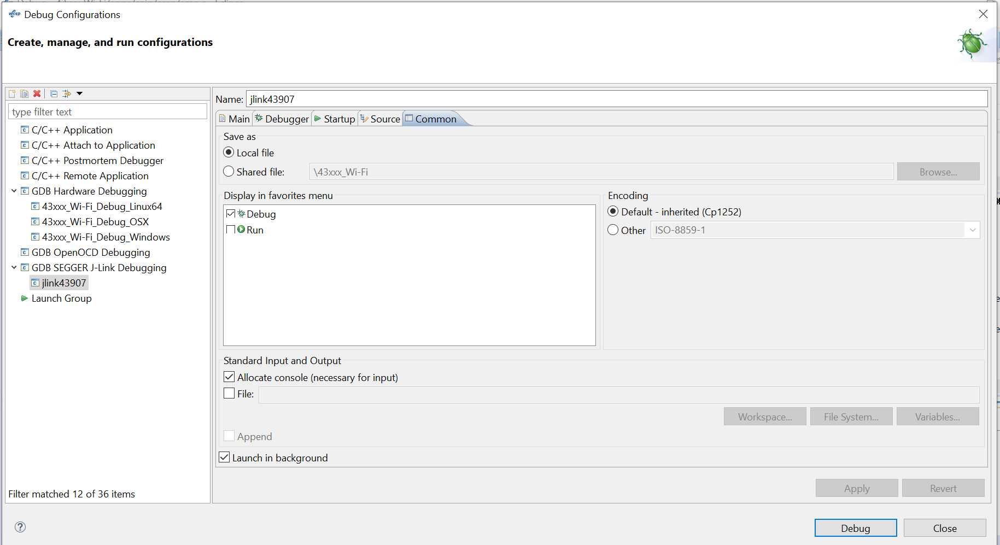 WICED Debug Configurations
Create, manage, and run configurations
type filter text
C/C++ Application
C/C++ Attach to Application
C/C++ Postmortem Debugger
C/C++ Remote Application
GDB Hardware Debugging
43xxx_Wi-Fi_Debug_Linux64
43xxx_Wi-Fi_Debug_OSX
43xxx_Wi-Fi_Debug_Windows
GDB OpenOCD Debugging
GDB SEGGER J-Link Debugging
jlink43907
Launch Group
Filter matched 12 of 36 items
Name: jlink43907
Main Debugger Startup Source Common
Save as
Local file
Shared file: \43xxx_Wi-Fi Browse...
Display in favorites menu
Debug
Run
Encoding
Default - inherited (Cp1252)
Other ISO-8859-1
Standard Input and Output
Allocate console (necessary for input)
File:
Workspace... File System... Variables...
Append
Launch in background
Apply Revert
Debug Close